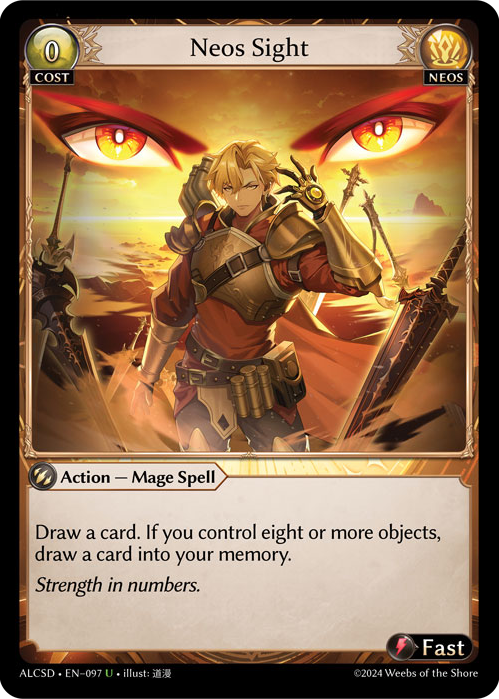 0
COST
Neos Sight
NEOS
Action — Mage Spell
Draw a card. If you control eight or more objects,
draw a card into your memory.
Strength in numbers.
Fast
ALCSD • EN–097 U • illust: 道漫
©2024 Weebs of the Shore